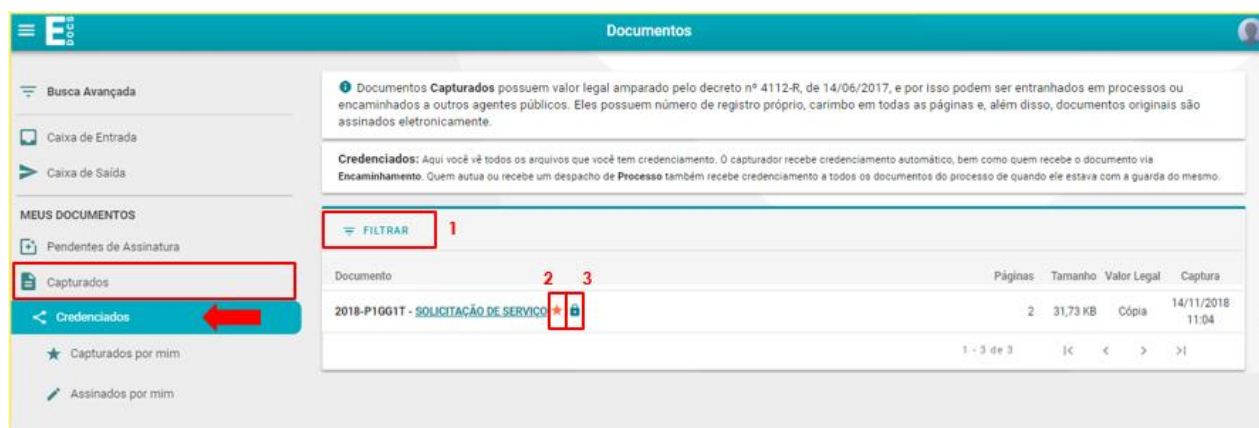 E DOCS
Documentos
Busca Avançada
Caixa de Entrada
Caixa de Saída
MEUS DOCUMENTOS
Pendentes de Assinatura
Capturados
Credenciados
Capturados por mim
Assinados por mim
Documentos Capturados possuem valor legal amparado pelo decreto nº 4112-R, de 14/06/2017, e por isso podem ser entranhados em processos ou
encaminhados a outros agentes públicos. Eles possuem número de registro próprio, carimbo em todas as páginas e, além disso, documentos originais são
assinados eletronicamente.
Credenciados: Aqui você vê todos os arquivos que você tem credenciamento. O capturador recebe credenciamento automático, bem como quem recebe o documento via
Encaminhamento. Quem autua ou recebe um despacho de Processo também recebe credenciamento a todos os documentos do processo de quando ele estava com a guarda do mesmo.
FILTRAR 1
2 3
Documento Páginas Tamanho Valor Legal Captura
2018-P1GG1T - SOLICITAÇÃO DE SERVIÇO 2 31,73 KB Cópia 14/11/2018
11:04
1 - 3 de 3 |< < > >|